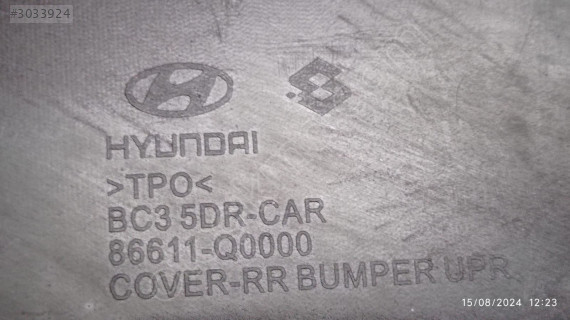 #3033924
HYUNDAI
>TPO<
BC3 5DR-CAR
86611-Q0000
COVER-RR BUMPER UPR
15/08/2024 12:23